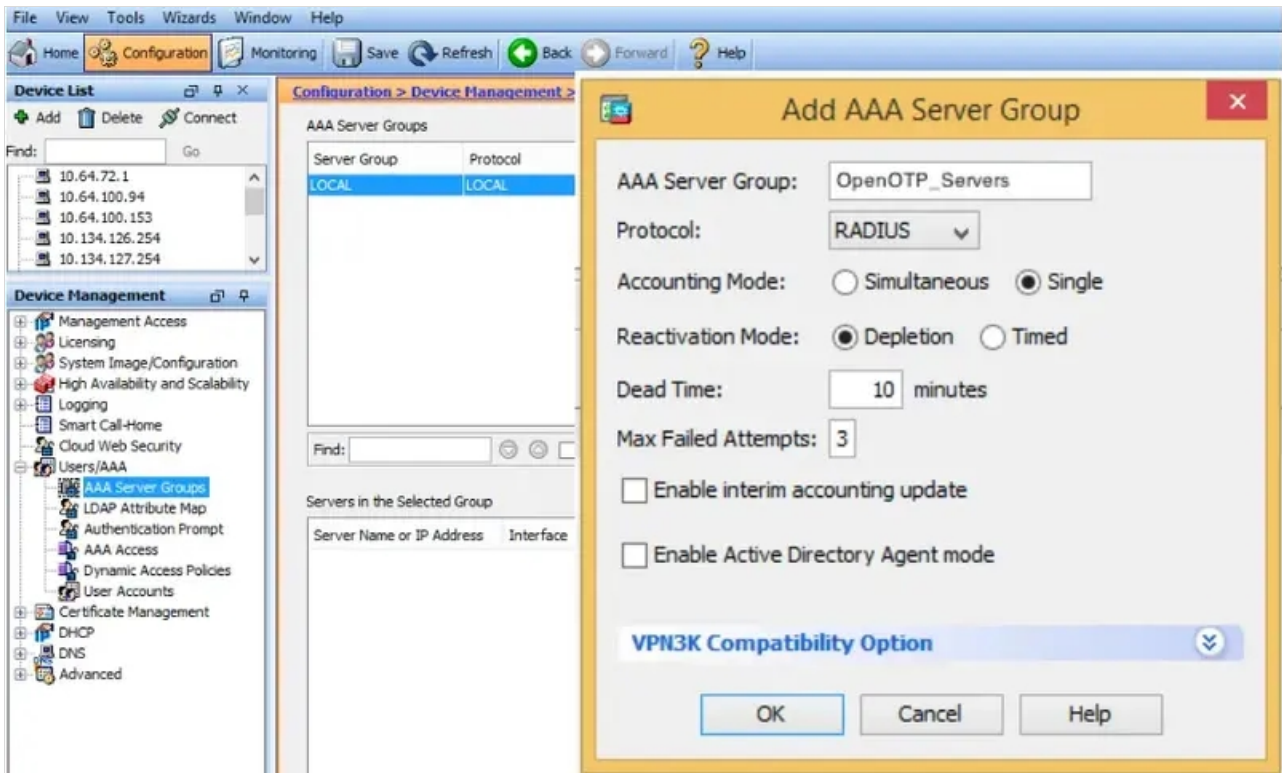 File View Tools Wizards Window Help
Home Configuration Monitoring Save Refresh Back Forward Help
Device List
Add Delete Connect
Find: Go
10.64.72.1
10.64.100.94
10.64.100.153
10.134.126.254
10.134.127.254
Device Management
Management Access
Licensing
System Image/Configuration
High Availability and Scalability
Logging
Smart Call-Home
Cloud Web Security
Users/AAA
AAA Server Groups
LDAP Attribute Map
Authentication Prompt
AAA Access
Dynamic Access Policies
User Accounts
Certificate Management
DHCP
DNS
Advanced
Configuration > Device Management >
AAA Server Groups
Server Group Protocol
LOCAL LOCAL
Find:
Servers in the Selected Group
Server Name or IP Address Interface
Add AAA Server Group
AAA Server Group: OpenOTP_Servers
Protocol: RADIUS
Accounting Mode: Simultaneous Single
Reactivation Mode: Depletion Timed
Dead Time: 10 minutes
Max Failed Attempts: 3
Enable interim accounting update
Enable Active Directory Agent mode
VPN3K Compatibility Option
OK Cancel Help